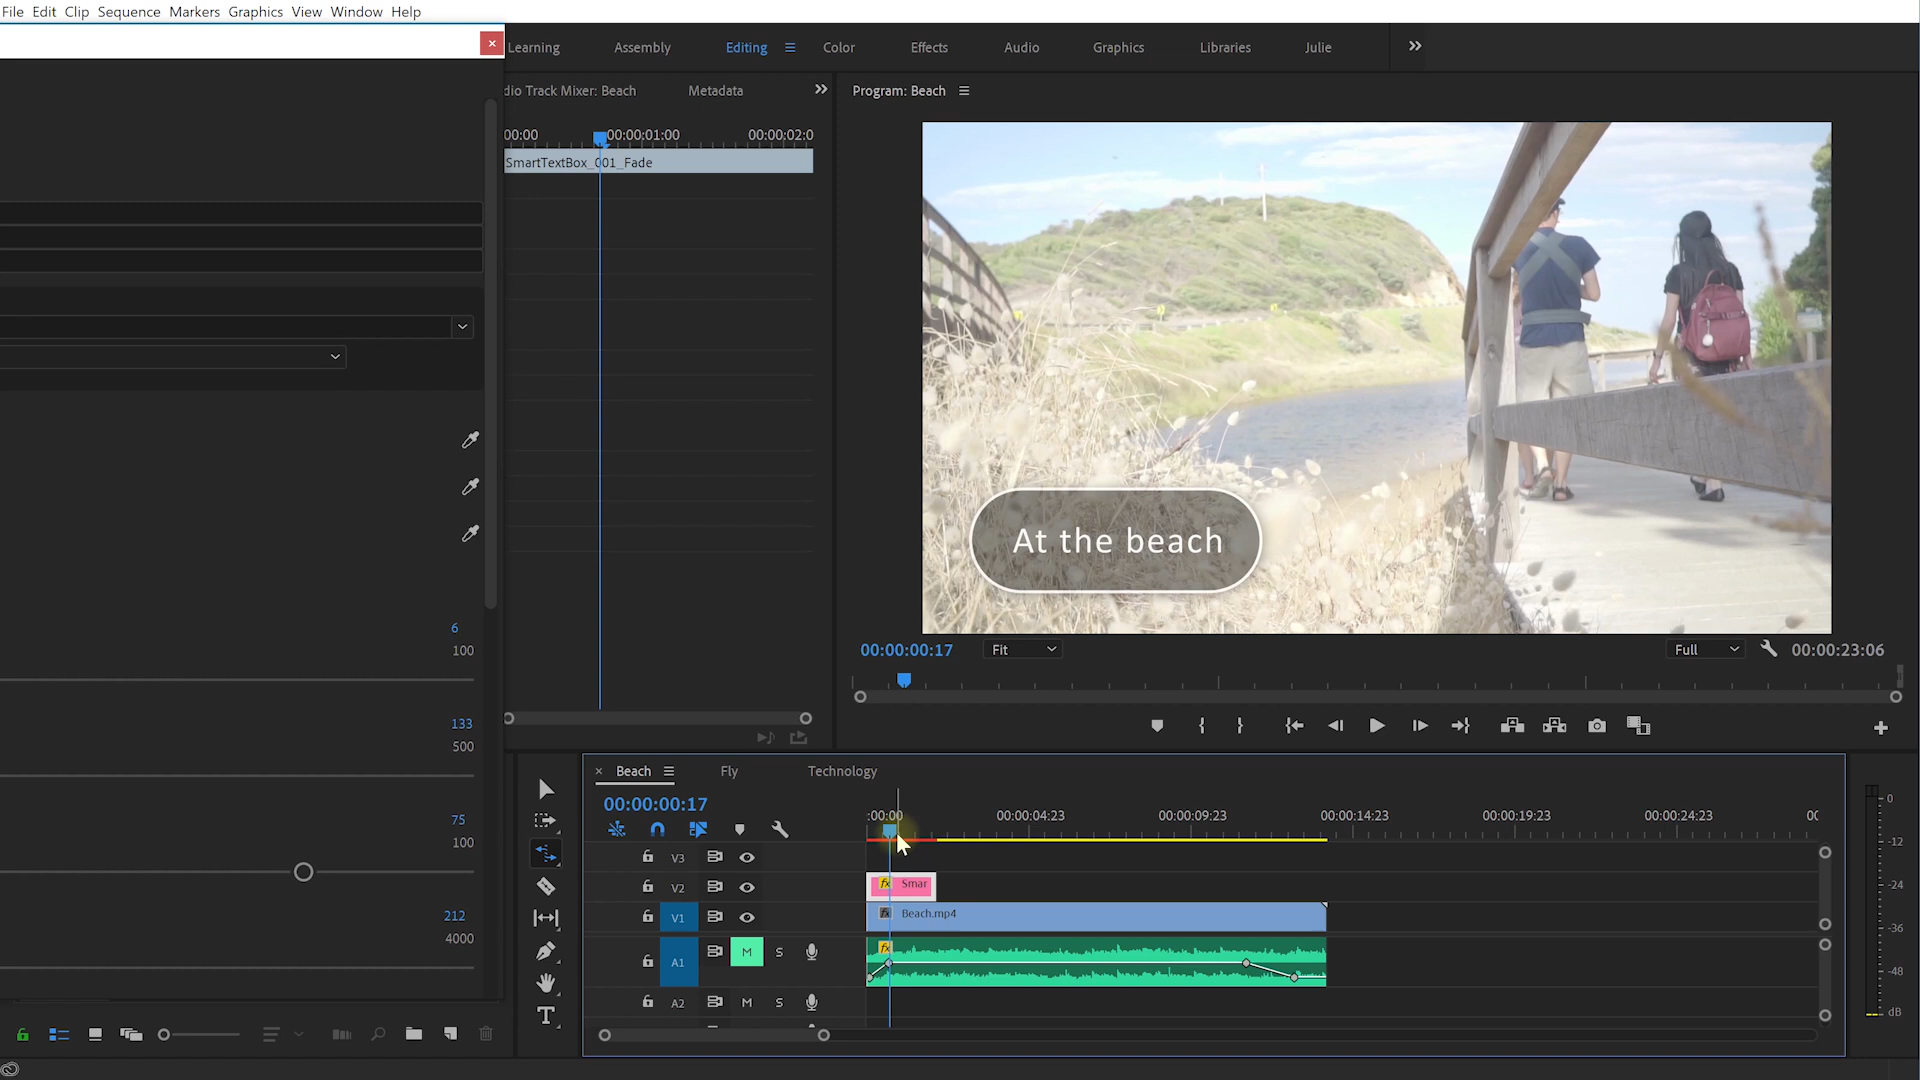 File Edit Clip Sequence Markers Graphics View Window Help
Learning Assembly Editing Color Effects Audio Graphics Libraries Julie
dio Track Mixer: Beach Metadata
Program: Beach
00:00 00:00:01:00 00:00:02:0
SmartTextBox_001_Fade
At the beach
6
100
133
500
75
100
212
4000
00:00:00:17 Fit Full 00:00:23:06
Beach Fly Technology
00:00:00:17
:00:00 00:00:04:23 00:00:09:23 00:00:14:23 00:00:19:23 00:00:24:23 00
V3
V2 fx Smar
V1 fx Beach.mp4
A1 M S fx
A2 M S
0
-12
-24
-36
-48
dB